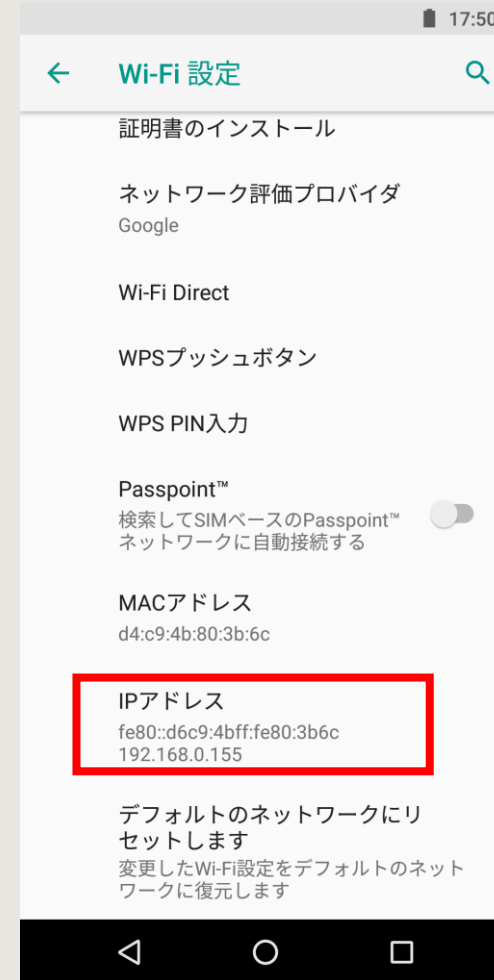 17:50
Wi-Fi 設定
証明書のインストール
ネットワーク評価プロバイダ
Google
Wi-Fi Direct
WPSプッシュボタン
WPS PIN入力
Passpoint™
検索してSIMベースのPasspoint™
ネットワークに自動接続する
MACアドレス
d4:c9:4b:80:3b:6c
IPアドレス
fe80::d6c9:4bff:fe80:3b6c
192.168.0.155
デフォルトのネットワークにリ
セットします
変更したWi-Fi設定をデフォルトのネット
ワークに復元します